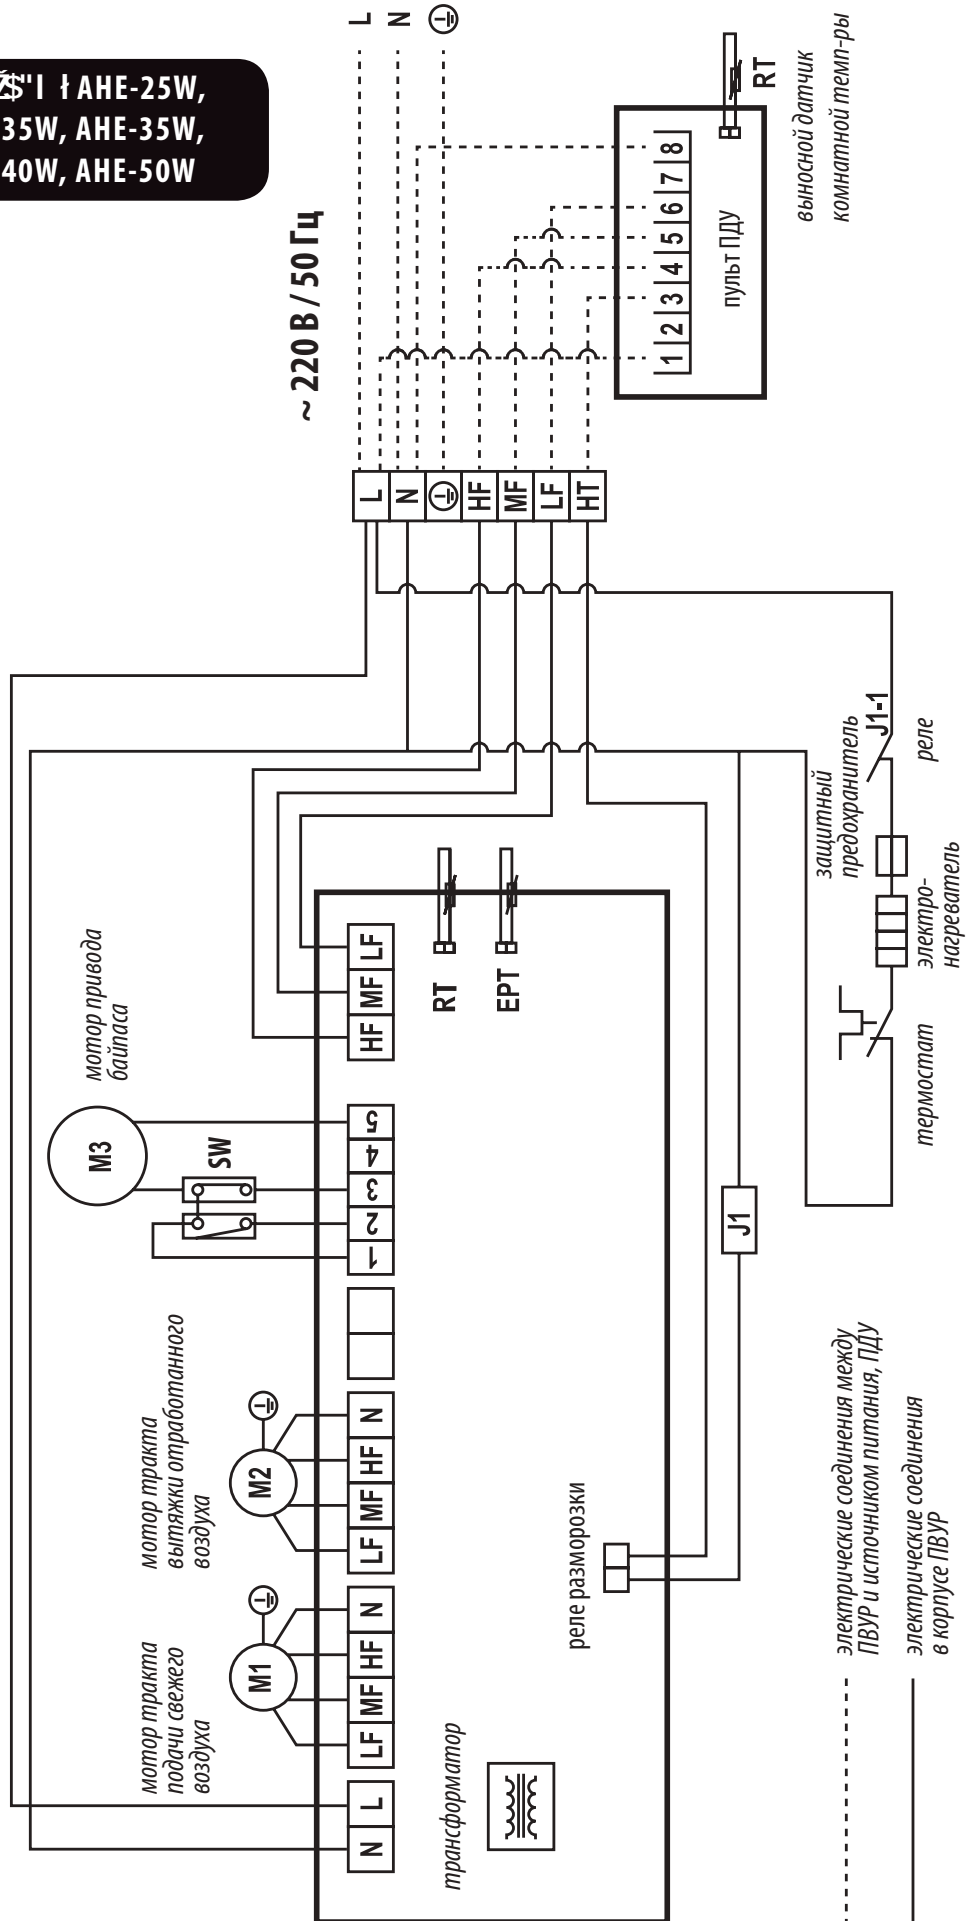 AHE-25W,
35W, AHE-35W,
40W, AHE-50W
~ 220 В / 50 Гц
L
N
RT
выносной датчик
комнатной темп-ры
1 2 3 4 5 6 7 8
пульт ПДУ
L
N
HF
MF
LF
HT
J1-1
реле
защитный
предохранитель
электро-
нагреватель
термостат
J1
мотор привода
байпаса
M3
SW
1 2 3 4 5
HF MF LF
RT
EPT
мотор тракта
вытяжки отработанного
воздуха
M2
LF MF HF N
мотор тракта
подачи свежего
воздуха
M1
LF MF HF N
N L
трансформатор
реле разморозки
электрические соединения между
ПВУР и источником питания, ПДУ
электрические соединения
в корпусе ПВУР